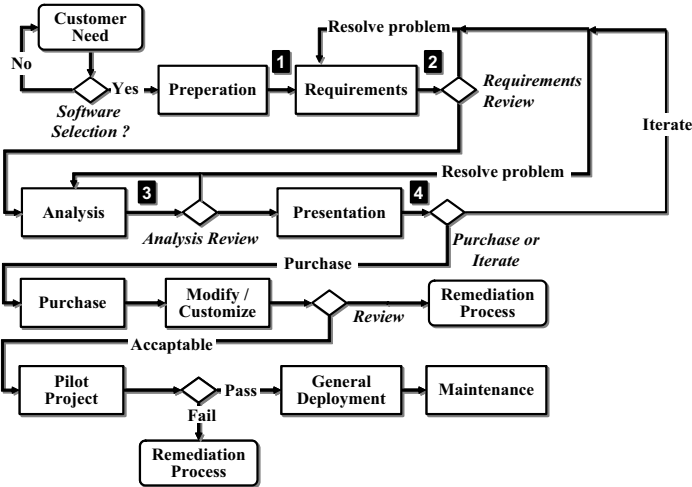 Customer
Need
Resolve problem
No
1
2
Yes
Preperation
Requirements
Requirements
Review
Software
Selection ?
Iterate
Resolve problem
3
4
Analysis
Presentation
Analysis Review
Purchase or
Iterate
Purchase
Purchase
Modify /
Customize
Review
Remediation
Process
Accaptable
Pilot
Project
Pass
General
Deployment
Maintenance
Fail
Remediation
Process